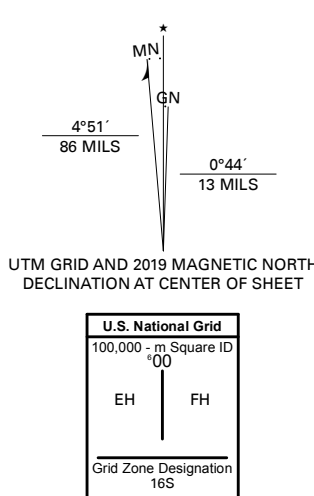 ★
MN
GN
4°51´
86 MILS
0°44´
13 MILS
UTM GRID AND 2019 MAGNETIC NORTH
DECLINATION AT CENTER OF SHEET
U.S. National Grid
100,000 - m Square ID
⁶00
EH FH
Grid Zone Designation
16S